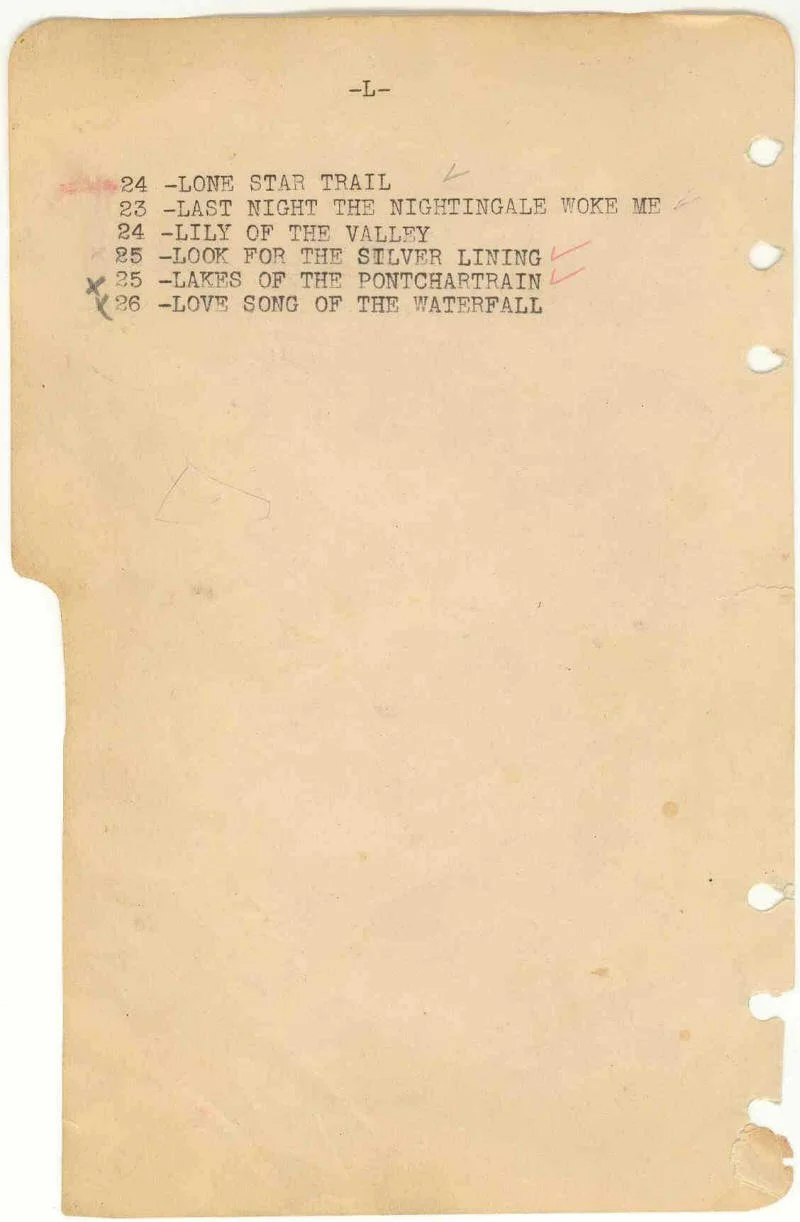 -L-
24 -LONE STAR TRAIL
23 -LAST NIGHT THE NIGHTINGALE WOKE ME
24 -LILY OF THE VALLEY
25 -LOOK FOR THE SILVER LINING
25 -LAKES OF THE PONTCHARTRAIN
26 -LOVE SONG OF THE WATERFALL